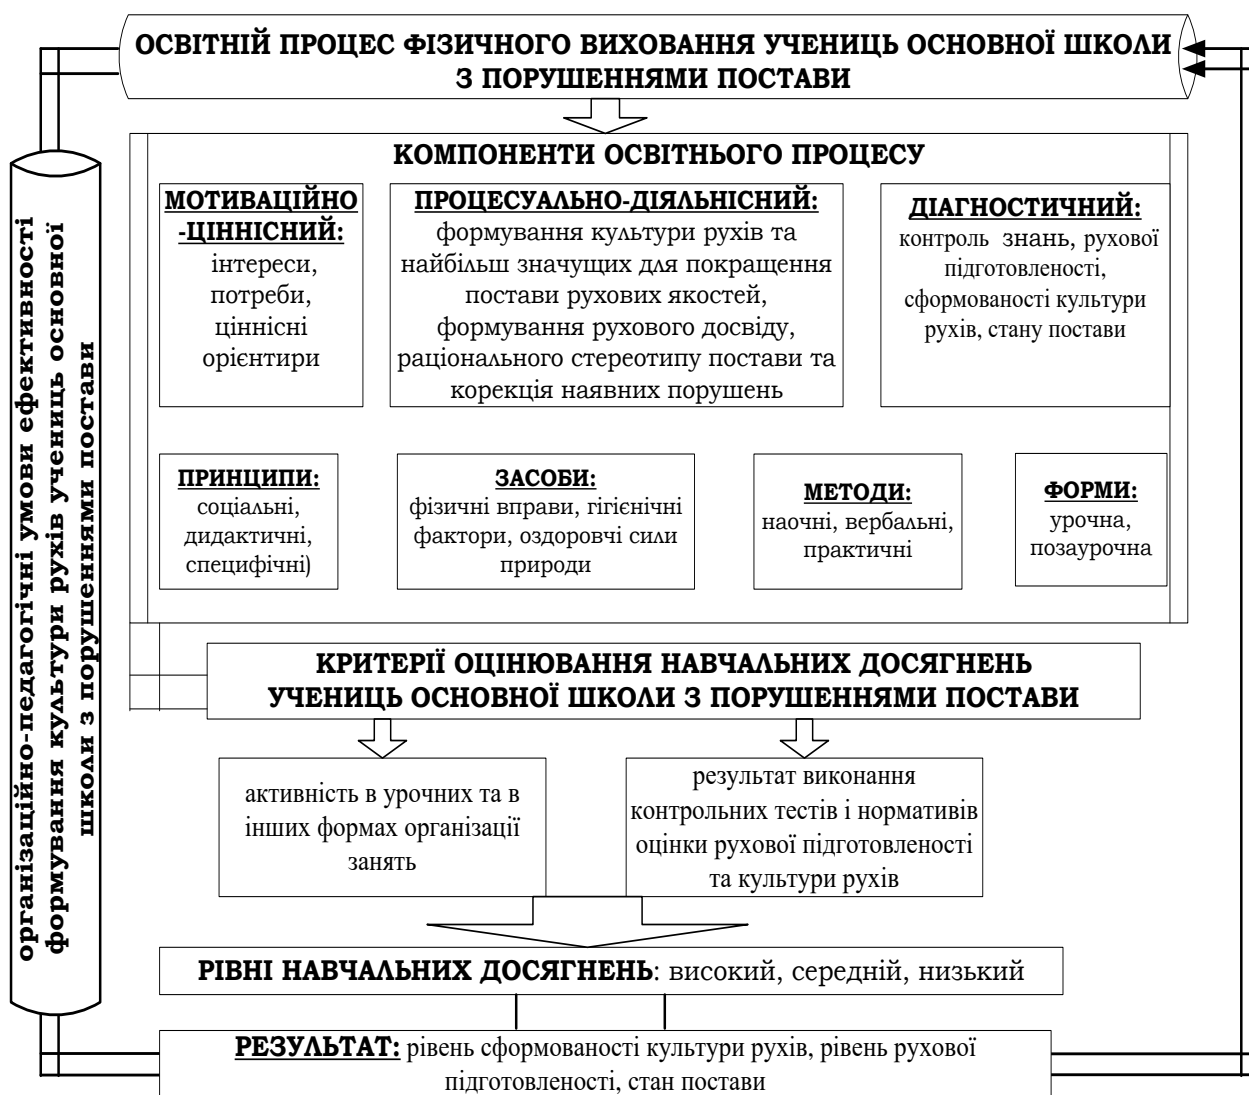 ОСВІТНІЙ ПРОЦЕС ФІЗИЧНОГО ВИХОВАННЯ УЧЕНИЦЬ ОСНОВНОЇ ШКОЛИ
З ПОРУШЕННЯМИ ПОСТАВИ
організаційно-педагогічні умови ефективності
формування культури рухів учениць основної
школи з порушеннями постави
КОМПОНЕНТИ ОСВІТНЬОГО ПРОЦЕСУ
МОТИВАЦІЙНО
-ЦІННІСНИЙ:
інтереси,
потреби,
ціннісні
орієнтири
ПРОЦЕСУАЛЬНО-ДІЯЛЬНІСНИЙ:
формування культури рухів та
найбільш значущих для покращення
постави рухових якостей,
формування рухового досвіду,
раціонального стереотипу постави та
корекція наявних порушень
ДІАГНОСТИЧНИЙ:
контроль знань, рухової
підготовленості,
сформованості культури
рухів, стану постави
ПРИНЦИПИ:
соціальні,
дидактичні,
специфічні)
ЗАСОБИ:
фізичні вправи, гігієнічні
фактори, оздоровчі сили
природи
МЕТОДИ:
наочні, вербальні,
практичні
ФОРМИ:
урочна,
позаурочна
КРИТЕРІЇ ОЦІНЮВАННЯ НАВЧАЛЬНИХ ДОСЯГНЕНЬ
УЧЕНИЦЬ ОСНОВНОЇ ШКОЛИ З ПОРУШЕННЯМИ ПОСТАВИ
активність в урочних та в
інших формах організації
занять
результат виконання
контрольних тестів і нормативів
оцінки рухової підготовленості
та культури рухів
РІВНІ НАВЧАЛЬНИХ ДОСЯГНЕНЬ: високий, середній, низький
РЕЗУЛЬТАТ: рівень сформованості культури рухів, рівень рухової
підготовленості, стан постави